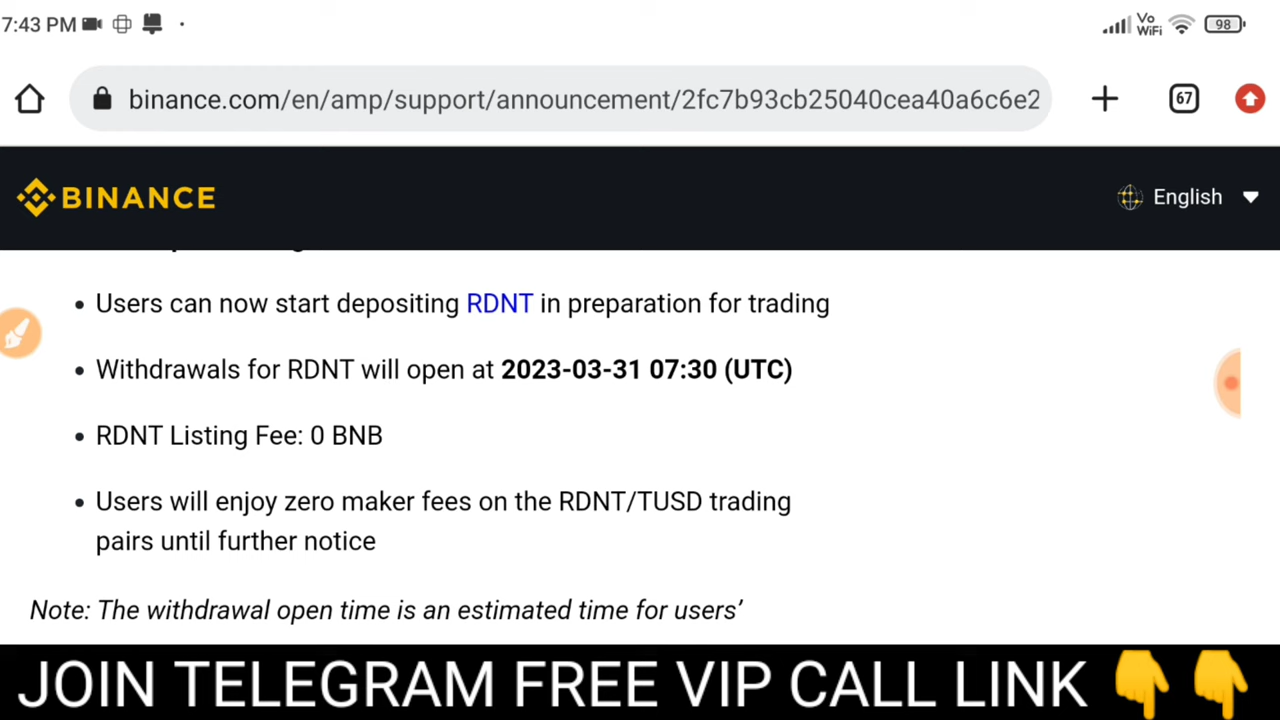 7:43 PM
Vo
WiFi
98
binance.com/en/amp/support/announcement/2fc7b93cb25040cea40a6c6e2
67
BINANCE
English
• Users can now start depositing RDNT in preparation for trading
• Withdrawals for RDNT will open at 2023-03-31 07:30 (UTC)
• RDNT Listing Fee: 0 BNB
• Users will enjoy zero maker fees on the RDNT/TUSD trading
pairs until further notice
Note: The withdrawal open time is an estimated time for users’
JOIN TELEGRAM FREE VIP CALL LINK 👇👇